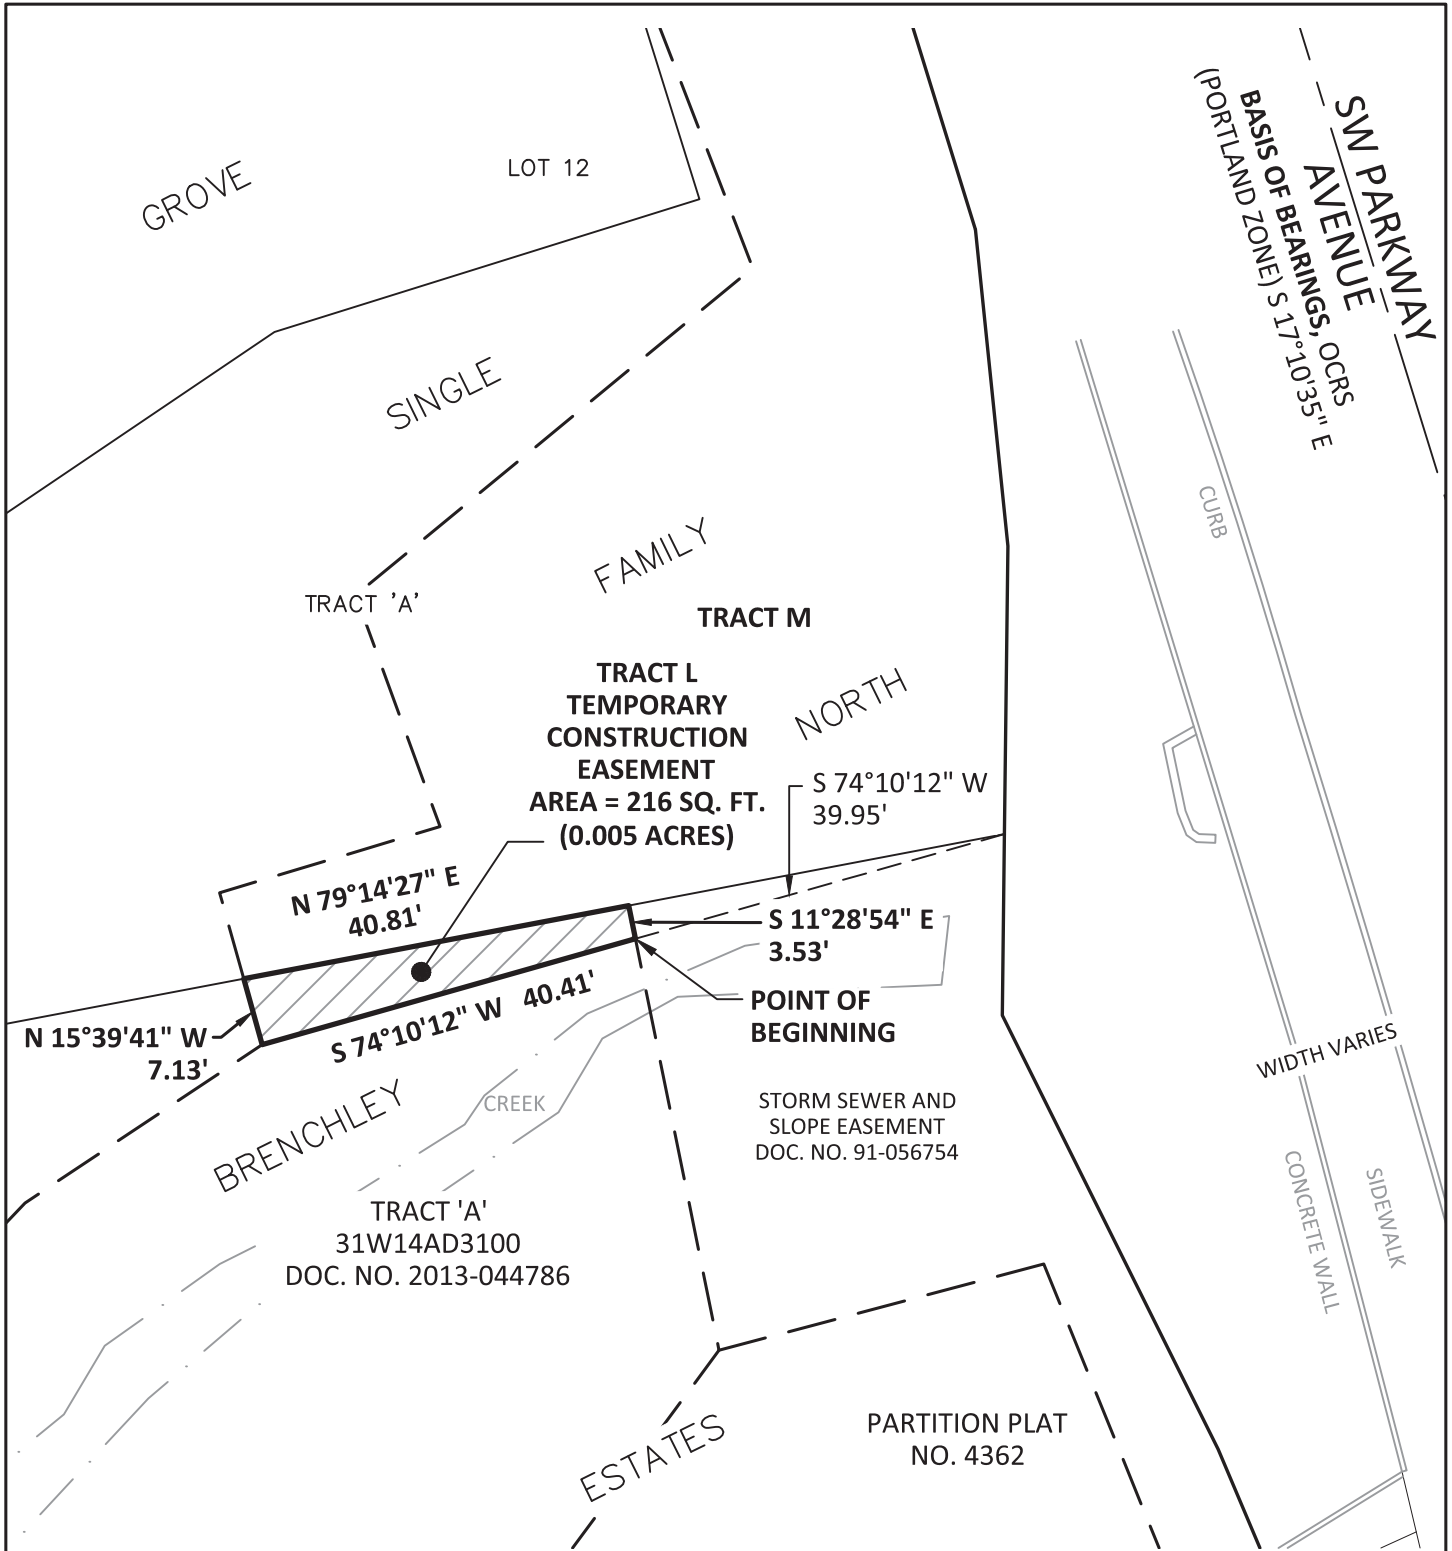 GROVE
LOT 12
SW PARKWAY
AVENUE
BASIS OF BEARINGS, OCRS
(PORTLAND ZONE) S 17°10'35" E
SINGLE
CURB
FAMILY
TRACT 'A'
TRACT M
TRACT L
TEMPORARY
CONSTRUCTION
EASEMENT
AREA = 216 SQ. FT.
(0.005 ACRES)
NORTH
S 74°10'12" W
39.95'
N 79°14'27" E
40.81'
S 11°28'54" E
3.53'
S 74°10'12" W 40.41'
POINT OF
BEGINNING
N 15°39'41" W
7.13'
WIDTH VARIES
BRENCHLEY
CREEK
STORM SEWER AND
SLOPE EASEMENT
DOC. NO. 91-056754
TRACT 'A'
31W14AD3100
DOC. NO. 2013-044786
CONCRETE WALL
SIDEWALK
ESTATES
PARTITION PLAT
NO. 4362